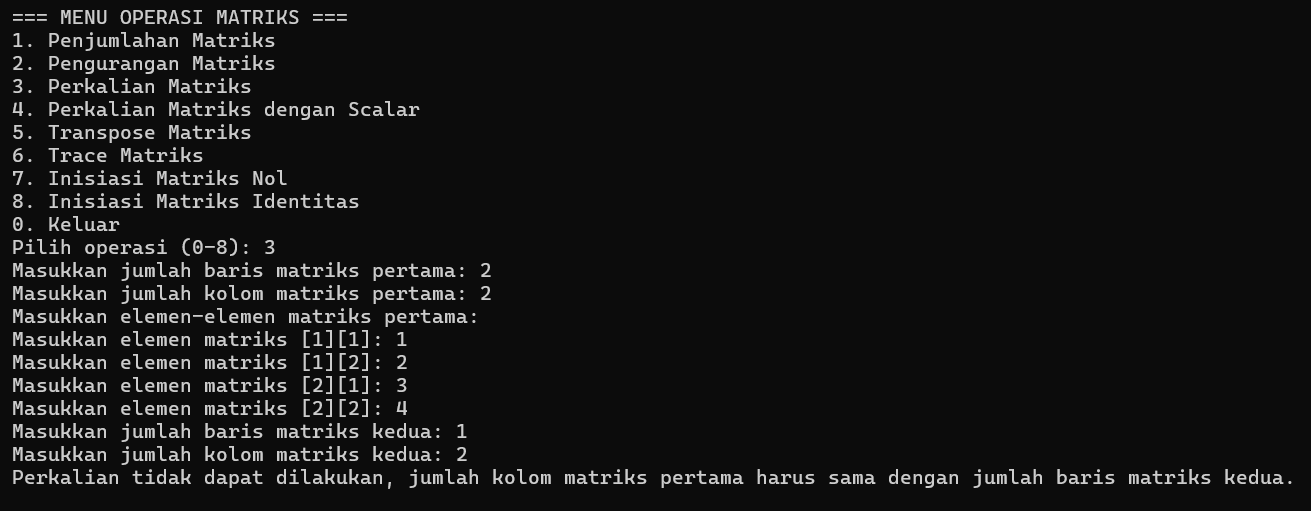 === MENU OPERASI MATRIKS ===
1. Penjumlahan Matriks
2. Pengurangan Matriks
3. Perkalian Matriks
4. Perkalian Matriks dengan Scalar
5. Transpose Matriks
6. Trace Matriks
7. Inisiasi Matriks Nol
8. Inisiasi Matriks Identitas
0. Keluar
Pilih operasi (0-8): 3
Masukkan jumlah baris matriks pertama: 2
Masukkan jumlah kolom matriks pertama: 2
Masukkan elemen-elemen matriks pertama:
Masukkan elemen matriks [1][1]: 1
Masukkan elemen matriks [1][2]: 2
Masukkan elemen matriks [2][1]: 3
Masukkan elemen matriks [2][2]: 4
Masukkan jumlah baris matriks kedua: 1
Masukkan jumlah kolom matriks kedua: 2
Perkalian tidak dapat dilakukan, jumlah kolom matriks pertama harus sama dengan jumlah baris matriks kedua.